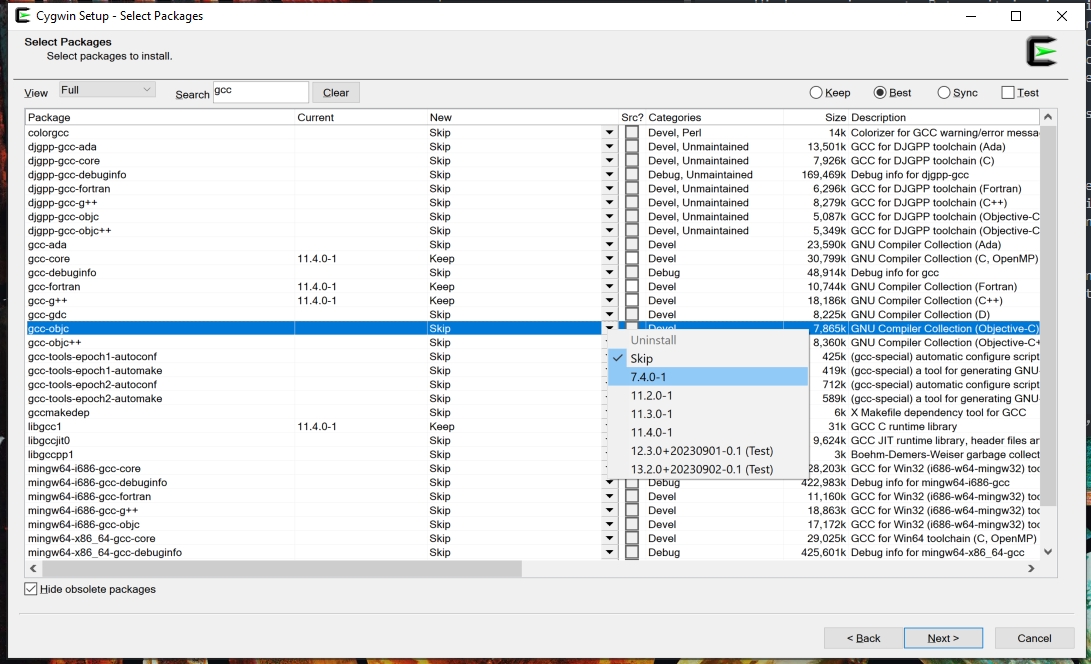 Cygwin Setup - Select Packages
Select Packages
Select packages to install.
View Full Search gcc Clear Keep Best Sync Test
Package Current New Src? Categories Size Description
colorgcc Skip Devel, Perl 14k Colorizer for GCC warning/error messa
djgpp-gcc-ada Skip Devel, Unmaintained 13,501k GCC for DJGPP toolchain (Ada)
djgpp-gcc-core Skip Devel, Unmaintained 7,926k GCC for DJGPP toolchain (C)
djgpp-gcc-debuginfo Skip Debug, Unmaintained 169,469k Debug info for djgpp-gcc
djgpp-gcc-fortran Skip Devel, Unmaintained 6,296k GCC for DJGPP toolchain (Fortran)
djgpp-gcc-g++ Skip Devel, Unmaintained 8,279k GCC for DJGPP toolchain (C++)
djgpp-gcc-objc Skip Devel, Unmaintained 5,087k GCC for DJGPP toolchain (Objective-C
djgpp-gcc-objc++ Skip Devel, Unmaintained 5,349k GCC for DJGPP toolchain (Objective-C
gcc-ada Skip Devel 23,590k GNU Compiler Collection (Ada)
gcc-core 11.4.0-1 Keep Devel 30,799k GNU Compiler Collection (C, OpenMP)
gcc-debuginfo Skip Debug 48,914k Debug info for gcc
gcc-fortran 11.4.0-1 Keep Devel 10,744k GNU Compiler Collection (Fortran)
gcc-g++ 11.4.0-1 Keep Devel 18,186k GNU Compiler Collection (C++)
gcc-gdc Skip Devel 8,225k GNU Compiler Collection (D)
gcc-objc Skip Devel 7,865k GNU Compiler Collection (Objective-C)
gcc-objc++ Skip Uninstall 8,360k GNU Compiler Collection (Objective-C+
gcc-tools-epoch1-autoconf Skip Skip 425k (gcc-special) automatic configure script
gcc-tools-epoch1-automake Skip 7.4.0-1 419k (gcc-special) a tool for generating GNU-
gcc-tools-epoch2-autoconf Skip 712k (gcc-special) automatic configure script
gcc-tools-epoch2-automake Skip 11.2.0-1 589k (gcc-special) a tool for generating GNU-
gccmakedep Skip 11.3.0-1 6k X Makefile dependency tool for GCC
libgcc1 11.4.0-1 Keep 11.4.0-1 31k GCC C runtime library
libgccjit0 Skip 9,624k GCC JIT runtime library, header files an
libgccpp1 Skip 12.3.0+20230901-0.1 (Test) 3k Boehm-Demers-Weiser garbage collect
mingw64-i686-gcc-core Skip 13.2.0+20230902-0.1 (Test) 28,203k GCC for Win32 (i686-w64-mingw32) too
mingw64-i686-gcc-debuginfo Skip Debug 422,983k Debug info for mingw64-i686-gcc
mingw64-i686-gcc-fortran Skip Devel 11,160k GCC for Win32 (i686-w64-mingw32) too
mingw64-i686-gcc-g++ Skip Devel 18,863k GCC for Win32 (i686-w64-mingw32) too
mingw64-i686-gcc-objc Skip Devel 17,172k GCC for Win32 (i686-w64-mingw32) too
mingw64-x86_64-gcc-core Skip Devel 29,025k GCC for Win64 toolchain (C, OpenMP)
mingw64-x86_64-gcc-debuginfo Skip Debug 425,601k Debug info for mingw64-x86_64-gcc
Hide obsolete packages
< Back Next > Cancel